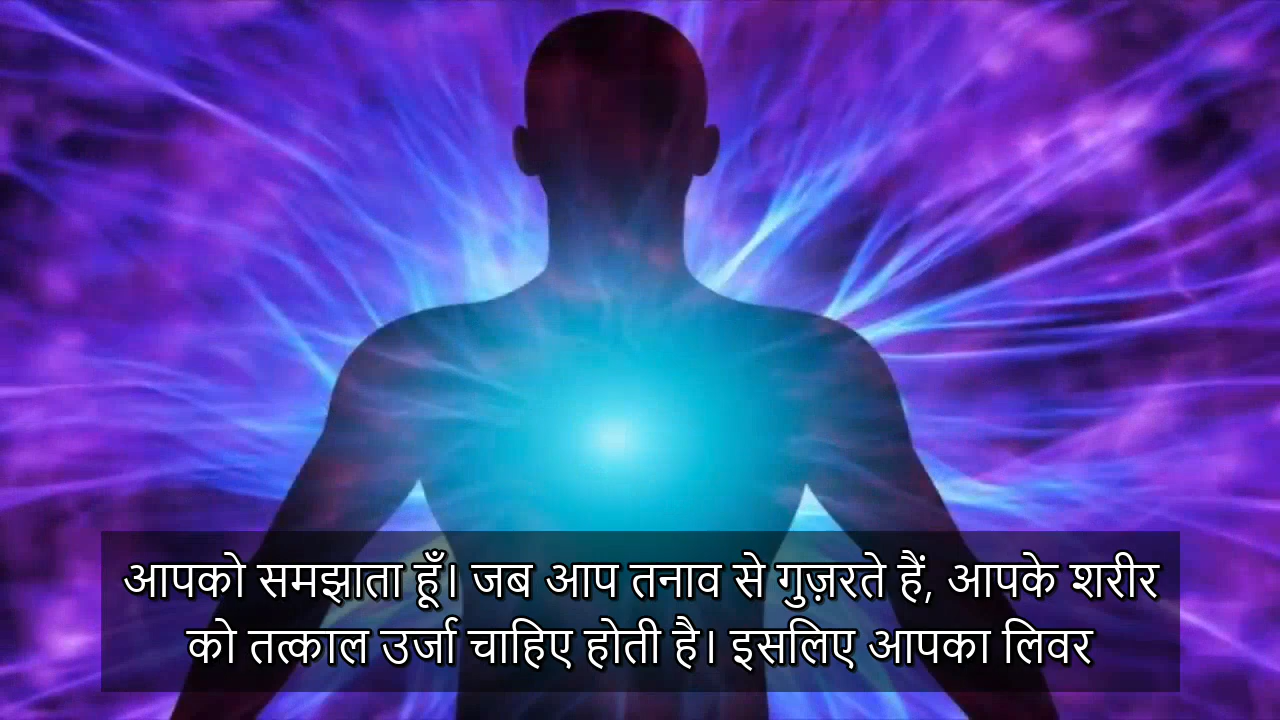 आपको समझाता हूँ। जब आप तनाव से गुज़रते हैं, आपके शरीर
को तत्काल उर्जा चाहिए होती है। इसलिए आपका लिवर